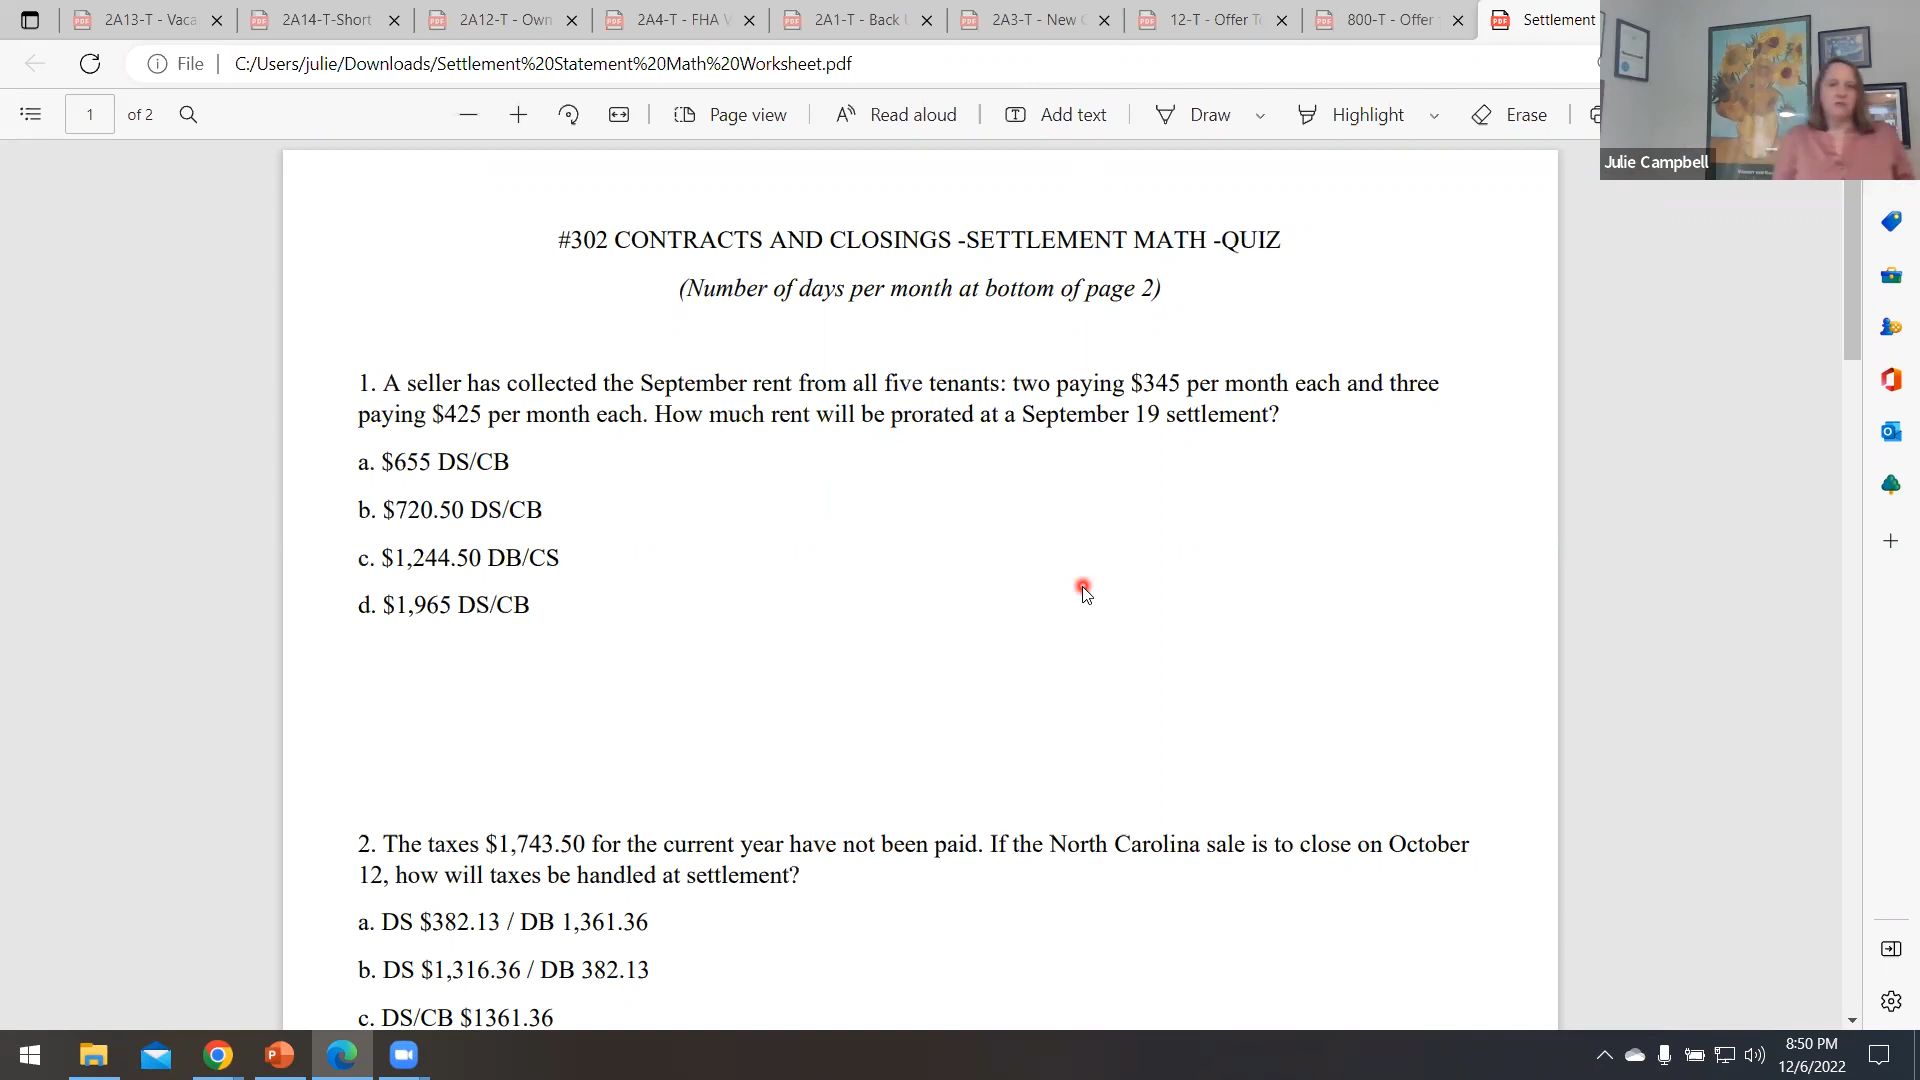 2A13-T - Vaca
2A14-T-Short
2A12-T - Own
2A4-T - FHA V
2A1-T - Back
2A3-T - New
12-T - Offer To
800-T - Offer
Settlement
File
C:/Users/julie/Downloads/Settlement%20Statement%20Math%20Worksheet.pdf
1 of 2
Page view
Read aloud
Add text
Draw
Highlight
Erase
Julie Campbell
#302 CONTRACTS AND CLOSINGS -SETTLEMENT MATH -QUIZ
(Number of days per month at bottom of page 2)
1. A seller has collected the September rent from all five tenants: two paying $345 per month each and three
paying $425 per month each. How much rent will be prorated at a September 19 settlement?
a. $655 DS/CB
b. $720.50 DS/CB
c. $1,244.50 DB/CS
d. $1,965 DS/CB
2. The taxes $1,743.50 for the current year have not been paid. If the North Carolina sale is to close on October
12, how will taxes be handled at settlement?
a. DS $382.13 / DB 1,361.36
b. DS $1,316.36 / DB 382.13
c. DS/CB $1361.36
8:50 PM
12/6/2022